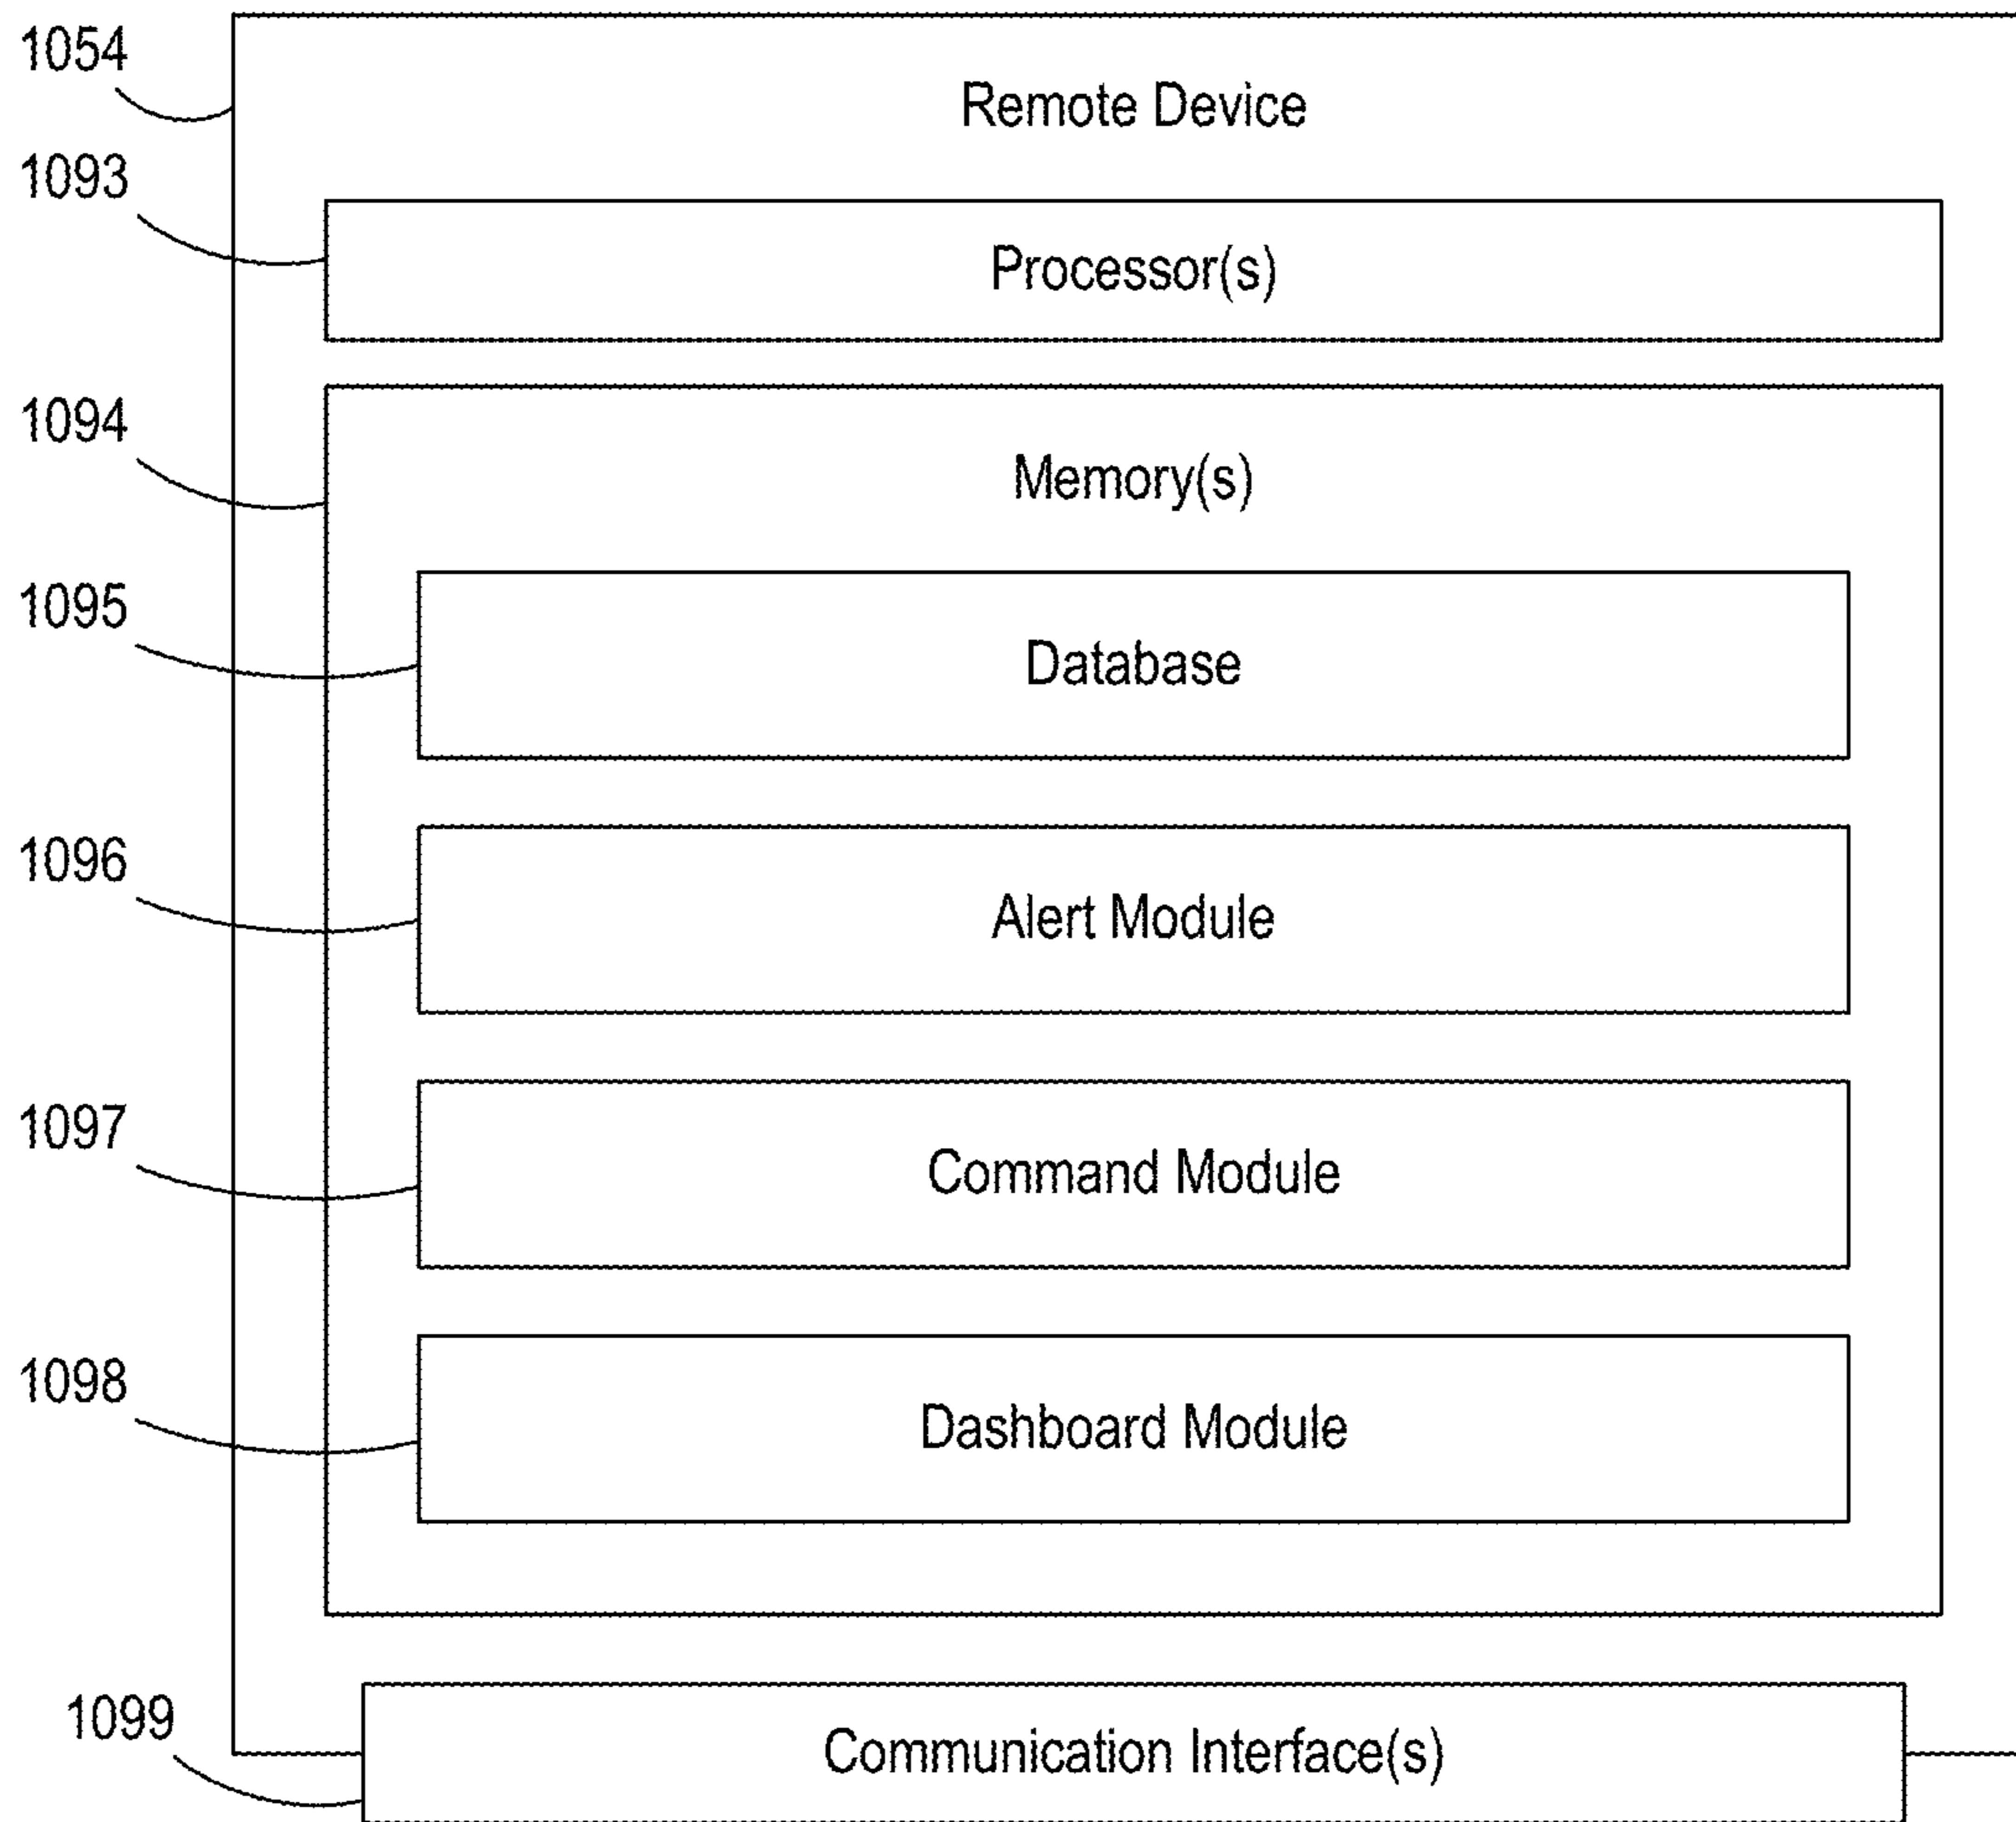 1054
Remote Device
1093
Processor(s)
1094
Memory(s)
1095
Database
1096
Alert Module
1097
Command Module
1098
Dashboard Module
1099
Communication Interface(s)